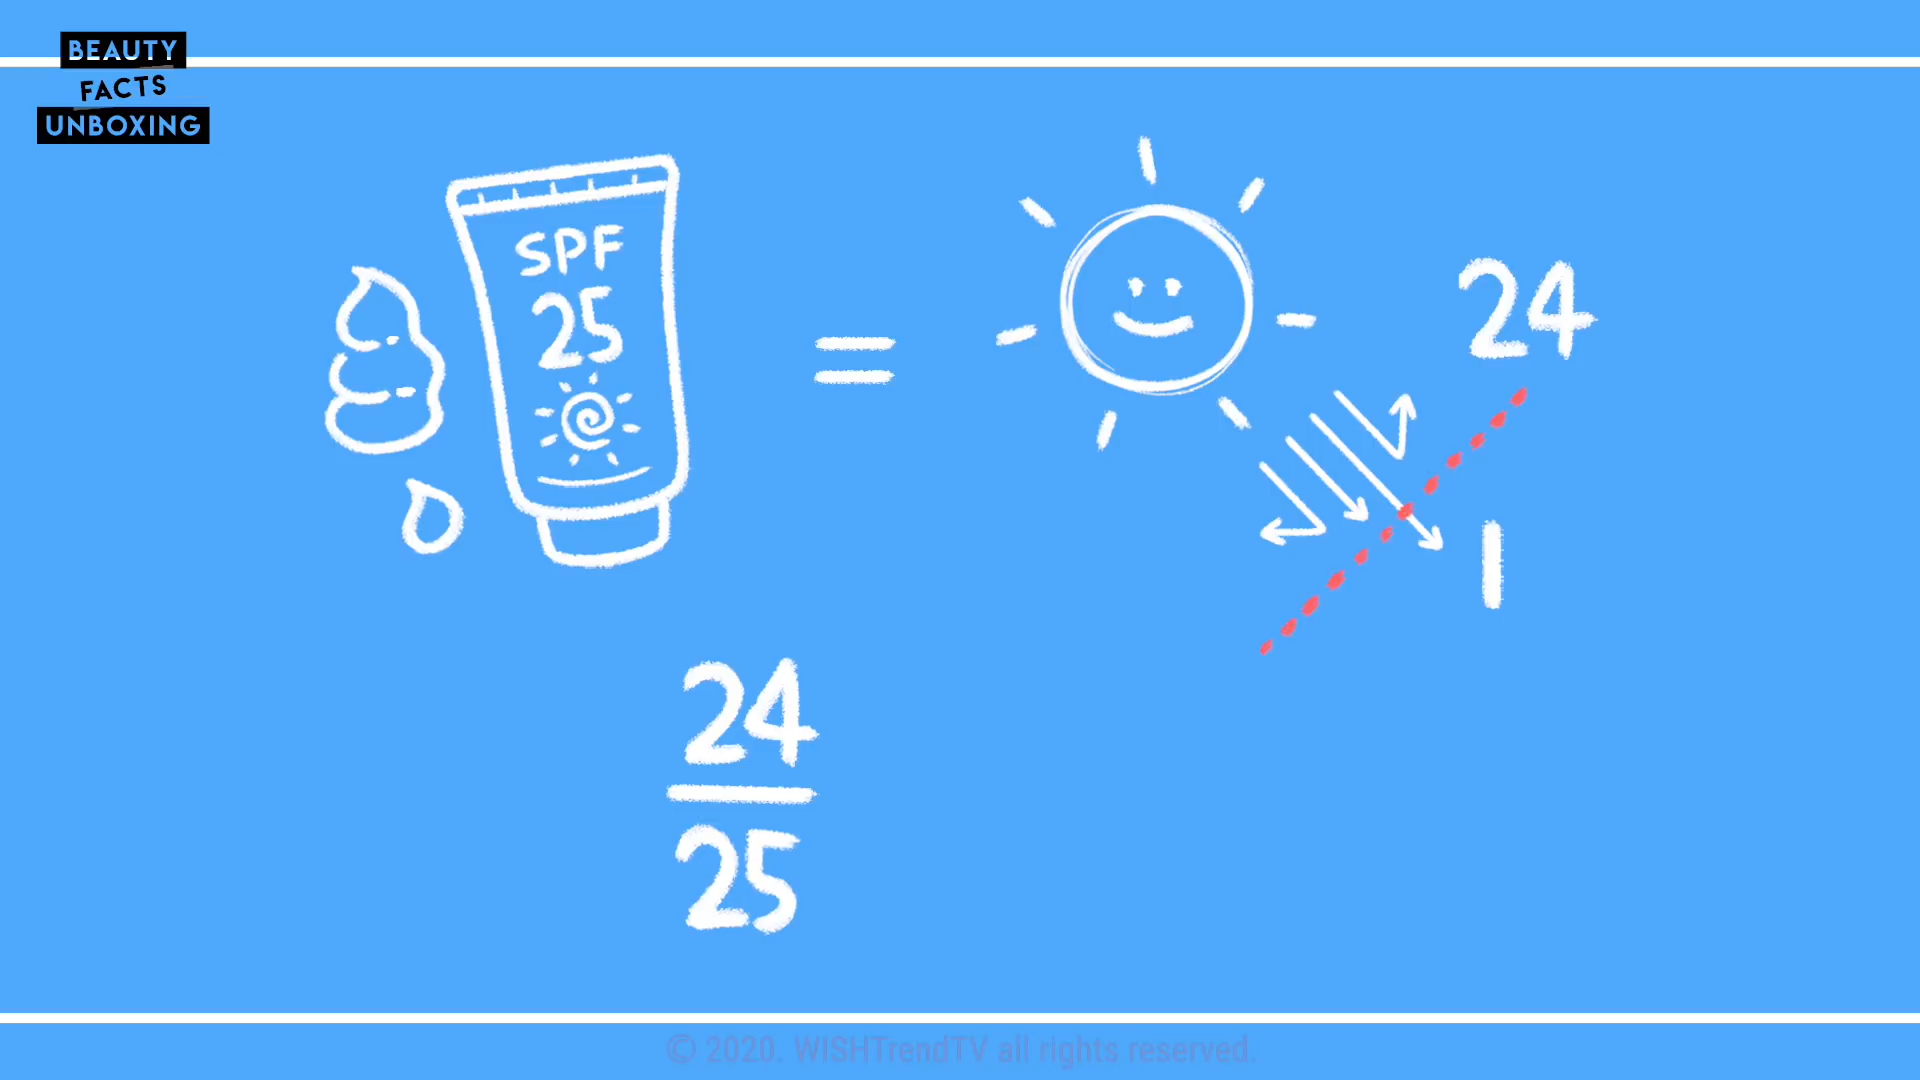 BEAUTY
FACTS
UNBOXING
SPF
25
=
24
1
24
25
© 2020. WISHTrendTV all rights reserved.